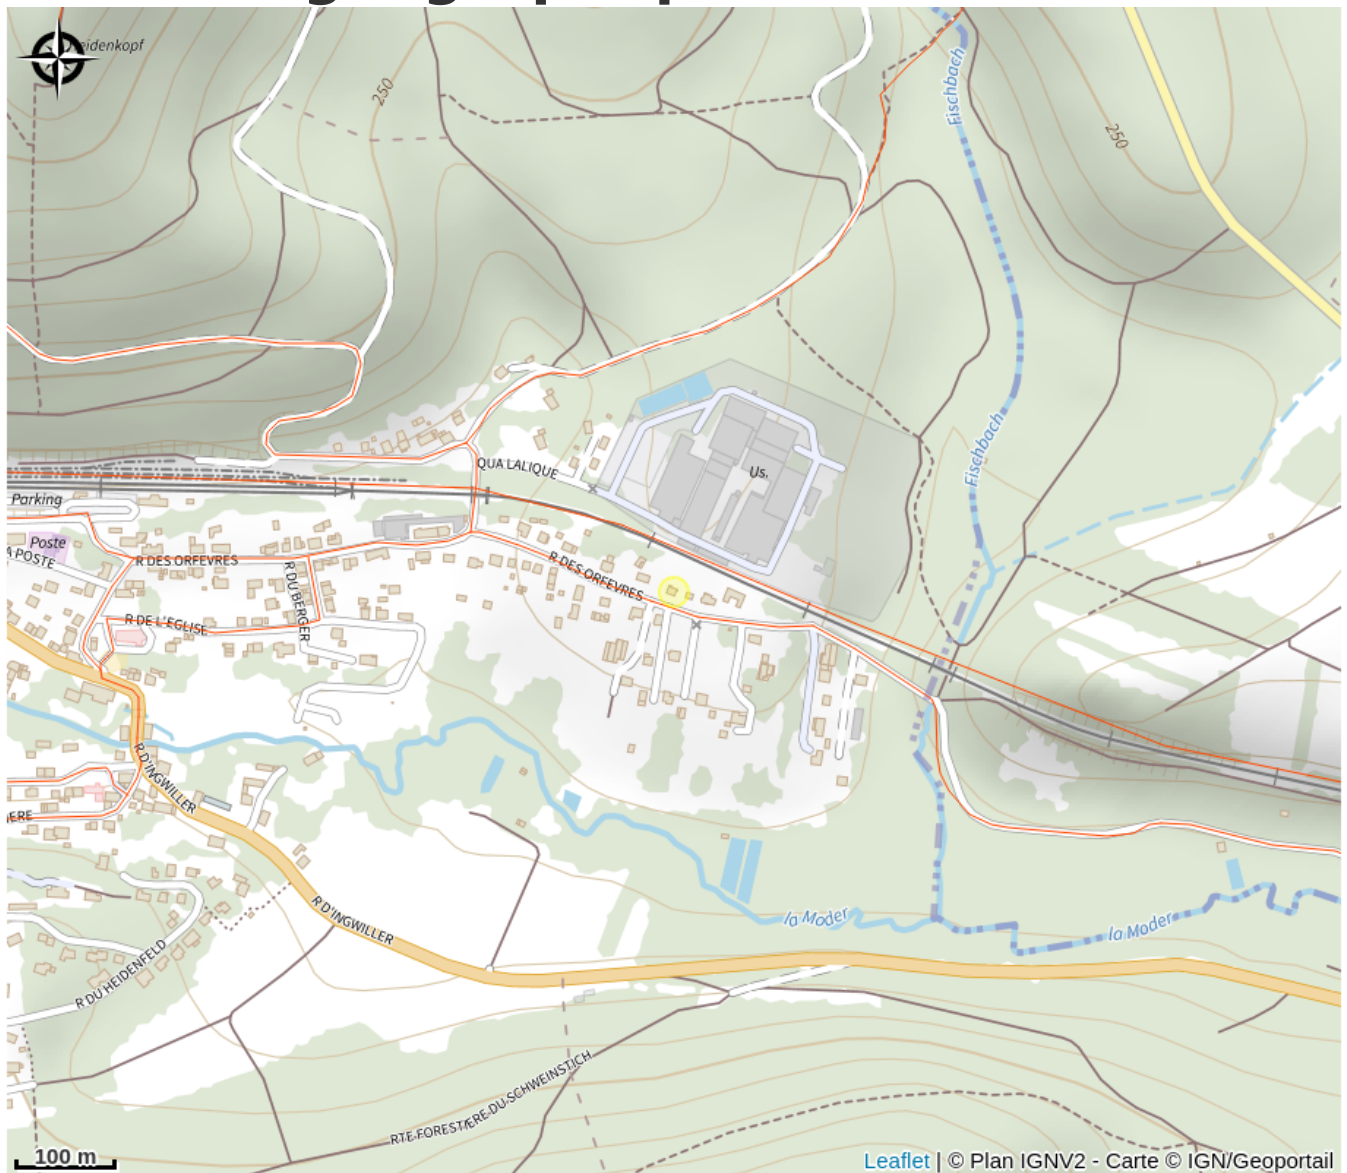 eidenkopf
250
Fischbach
250
Fischbach
QUA LALIQUE
Us.
Parking
Poste
A POSTE
R DES ORFEVRES
R DES ORFEVRES
R DU BERGER
R DE L'EGLISE
R D'INGWILLER
IERE
R D'INGWILLER
la Moder
la Moder
R DU HEIDENFELD
RTE FORESTIERE DU SCHWEINSTICH
100 m
Leaflet | © Plan IGNV2 - Carte © IGN/Geoportail